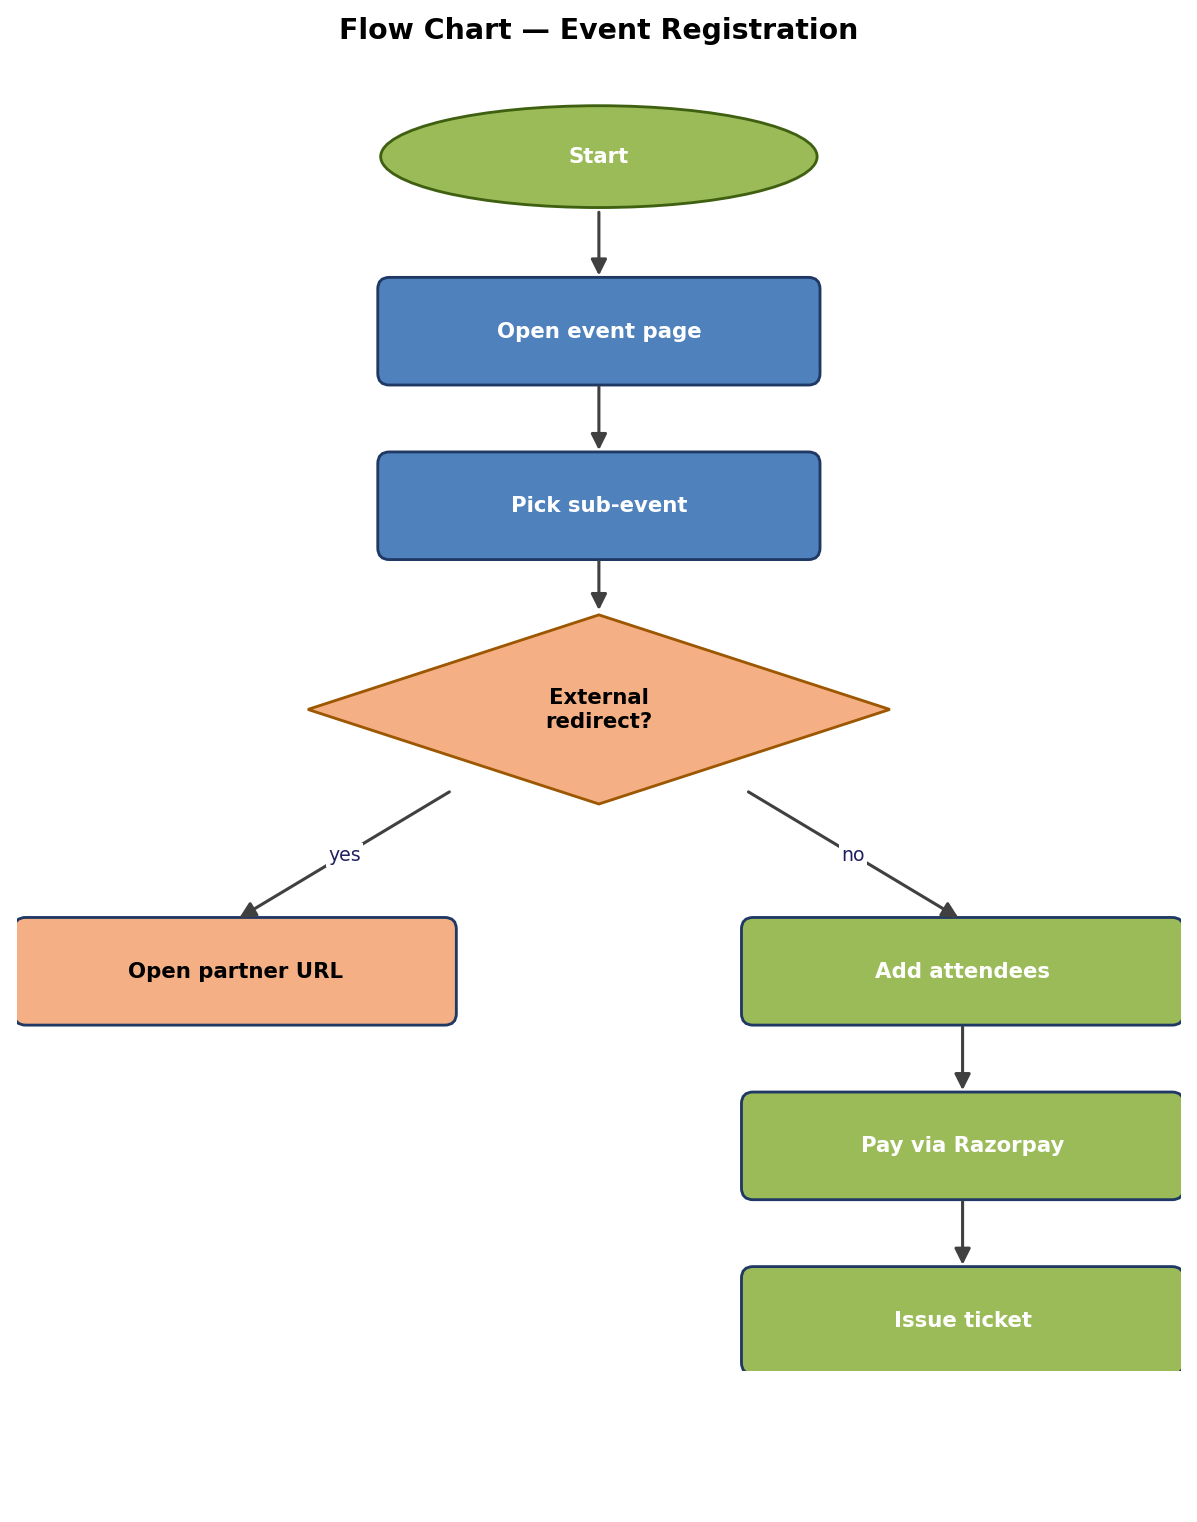 Flow Chart — Event Registration
Start
Open event page
Pick sub-event
External
redirect?
yes
no
Open partner URL
Add attendees
Pay via Razorpay
Issue ticket